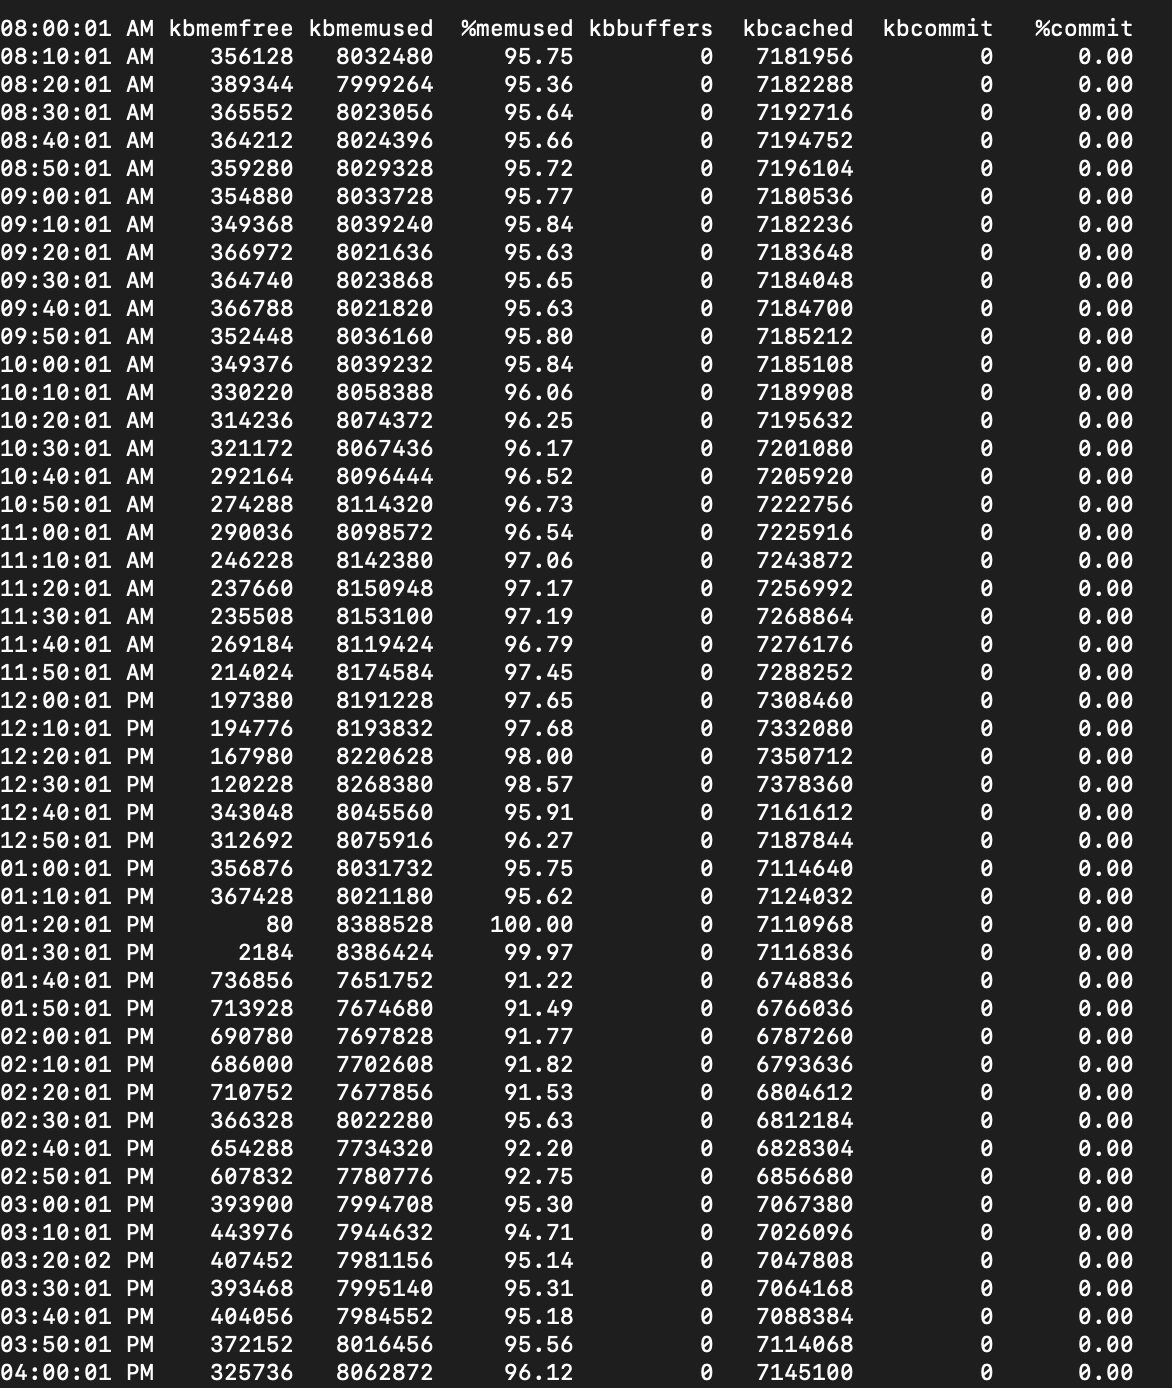 08:00:01 AM kbmemfree kbmemused  %memused kbbuffers  kbcached  kbcommit   %commit
08:10:01 AM    356128   8032480     95.75         0   7181956         0      0.00
08:20:01 AM    389344   7999264     95.36         0   7182288         0      0.00
08:30:01 AM    365552   8023056     95.64         0   7192716         0      0.00
08:40:01 AM    364212   8024396     95.66         0   7194752         0      0.00
08:50:01 AM    359280   8029328     95.72         0   7196104         0      0.00
09:00:01 AM    354880   8033728     95.77         0   7180536         0      0.00
09:10:01 AM    349368   8039240     95.84         0   7182236         0      0.00
09:20:01 AM    366972   8021636     95.63         0   7183648         0      0.00
09:30:01 AM    364740   8023868     95.65         0   7184048         0      0.00
09:40:01 AM    366788   8021820     95.63         0   7184700         0      0.00
09:50:01 AM    352448   8036160     95.80         0   7185212         0      0.00
10:00:01 AM    349376   8039232     95.84         0   7185108         0      0.00
10:10:01 AM    330220   8058388     96.06         0   7189908         0      0.00
10:20:01 AM    314236   8074372     96.25         0   7195632         0      0.00
10:30:01 AM    321172   8067436     96.17         0   7201080         0      0.00
10:40:01 AM    292164   8096444     96.52         0   7205920         0      0.00
10:50:01 AM    274288   8114320     96.73         0   7222756         0      0.00
11:00:01 AM    290036   8098572     96.54         0   7225916         0      0.00
11:10:01 AM    246228   8142380     97.06         0   7243872         0      0.00
11:20:01 AM    237660   8150948     97.17         0   7256992         0      0.00
11:30:01 AM    235508   8153100     97.19         0   7268864         0      0.00
11:40:01 AM    269184   8119424     96.79         0   7276176         0      0.00
11:50:01 AM    214024   8174584     97.45         0   7288252         0      0.00
12:00:01 PM    197380   8191228     97.65         0   7308460         0      0.00
12:10:01 PM    194776   8193832     97.68         0   7332080         0      0.00
12:20:01 PM    167980   8220628     98.00         0   7350712         0      0.00
12:30:01 PM    120228   8268380     98.57         0   7378360         0      0.00
12:40:01 PM    343048   8045560     95.91         0   7161612         0      0.00
12:50:01 PM    312692   8075916     96.27         0   7187844         0      0.00
01:00:01 PM    356876   8031732     95.75         0   7114640         0      0.00
01:10:01 PM    367428   8021180     95.62         0   7124032         0      0.00
01:20:01 PM        80   8388528    100.00         0   7110968         0      0.00
01:30:01 PM      2184   8386424     99.97         0   7116836         0      0.00
01:40:01 PM    736856   7651752     91.22         0   6748836         0      0.00
01:50:01 PM    713928   7674680     91.49         0   6766036         0      0.00
02:00:01 PM    690780   7697828     91.77         0   6787260         0      0.00
02:10:01 PM    686000   7702608     91.82         0   6793636         0      0.00
02:20:01 PM    710752   7677856     91.53         0   6804612         0      0.00
02:30:01 PM    366328   8022280     95.63         0   6812184         0      0.00
02:40:01 PM    654288   7734320     92.20         0   6828304         0      0.00
02:50:01 PM    607832   7780776     92.75         0   6856680         0      0.00
03:00:01 PM    393900   7994708     95.30         0   7067380         0      0.00
03:10:01 PM    443976   7944632     94.71         0   7026096         0      0.00
03:20:02 PM    407452   7981156     95.14         0   7047808         0      0.00
03:30:01 PM    393468   7995140     95.31         0   7064168         0      0.00
03:40:01 PM    404056   7984552     95.18         0   7088384         0      0.00
03:50:01 PM    372152   8016456     95.56         0   7114068         0      0.00
04:00:01 PM    325736   8062872     96.12         0   7145100         0      0.00